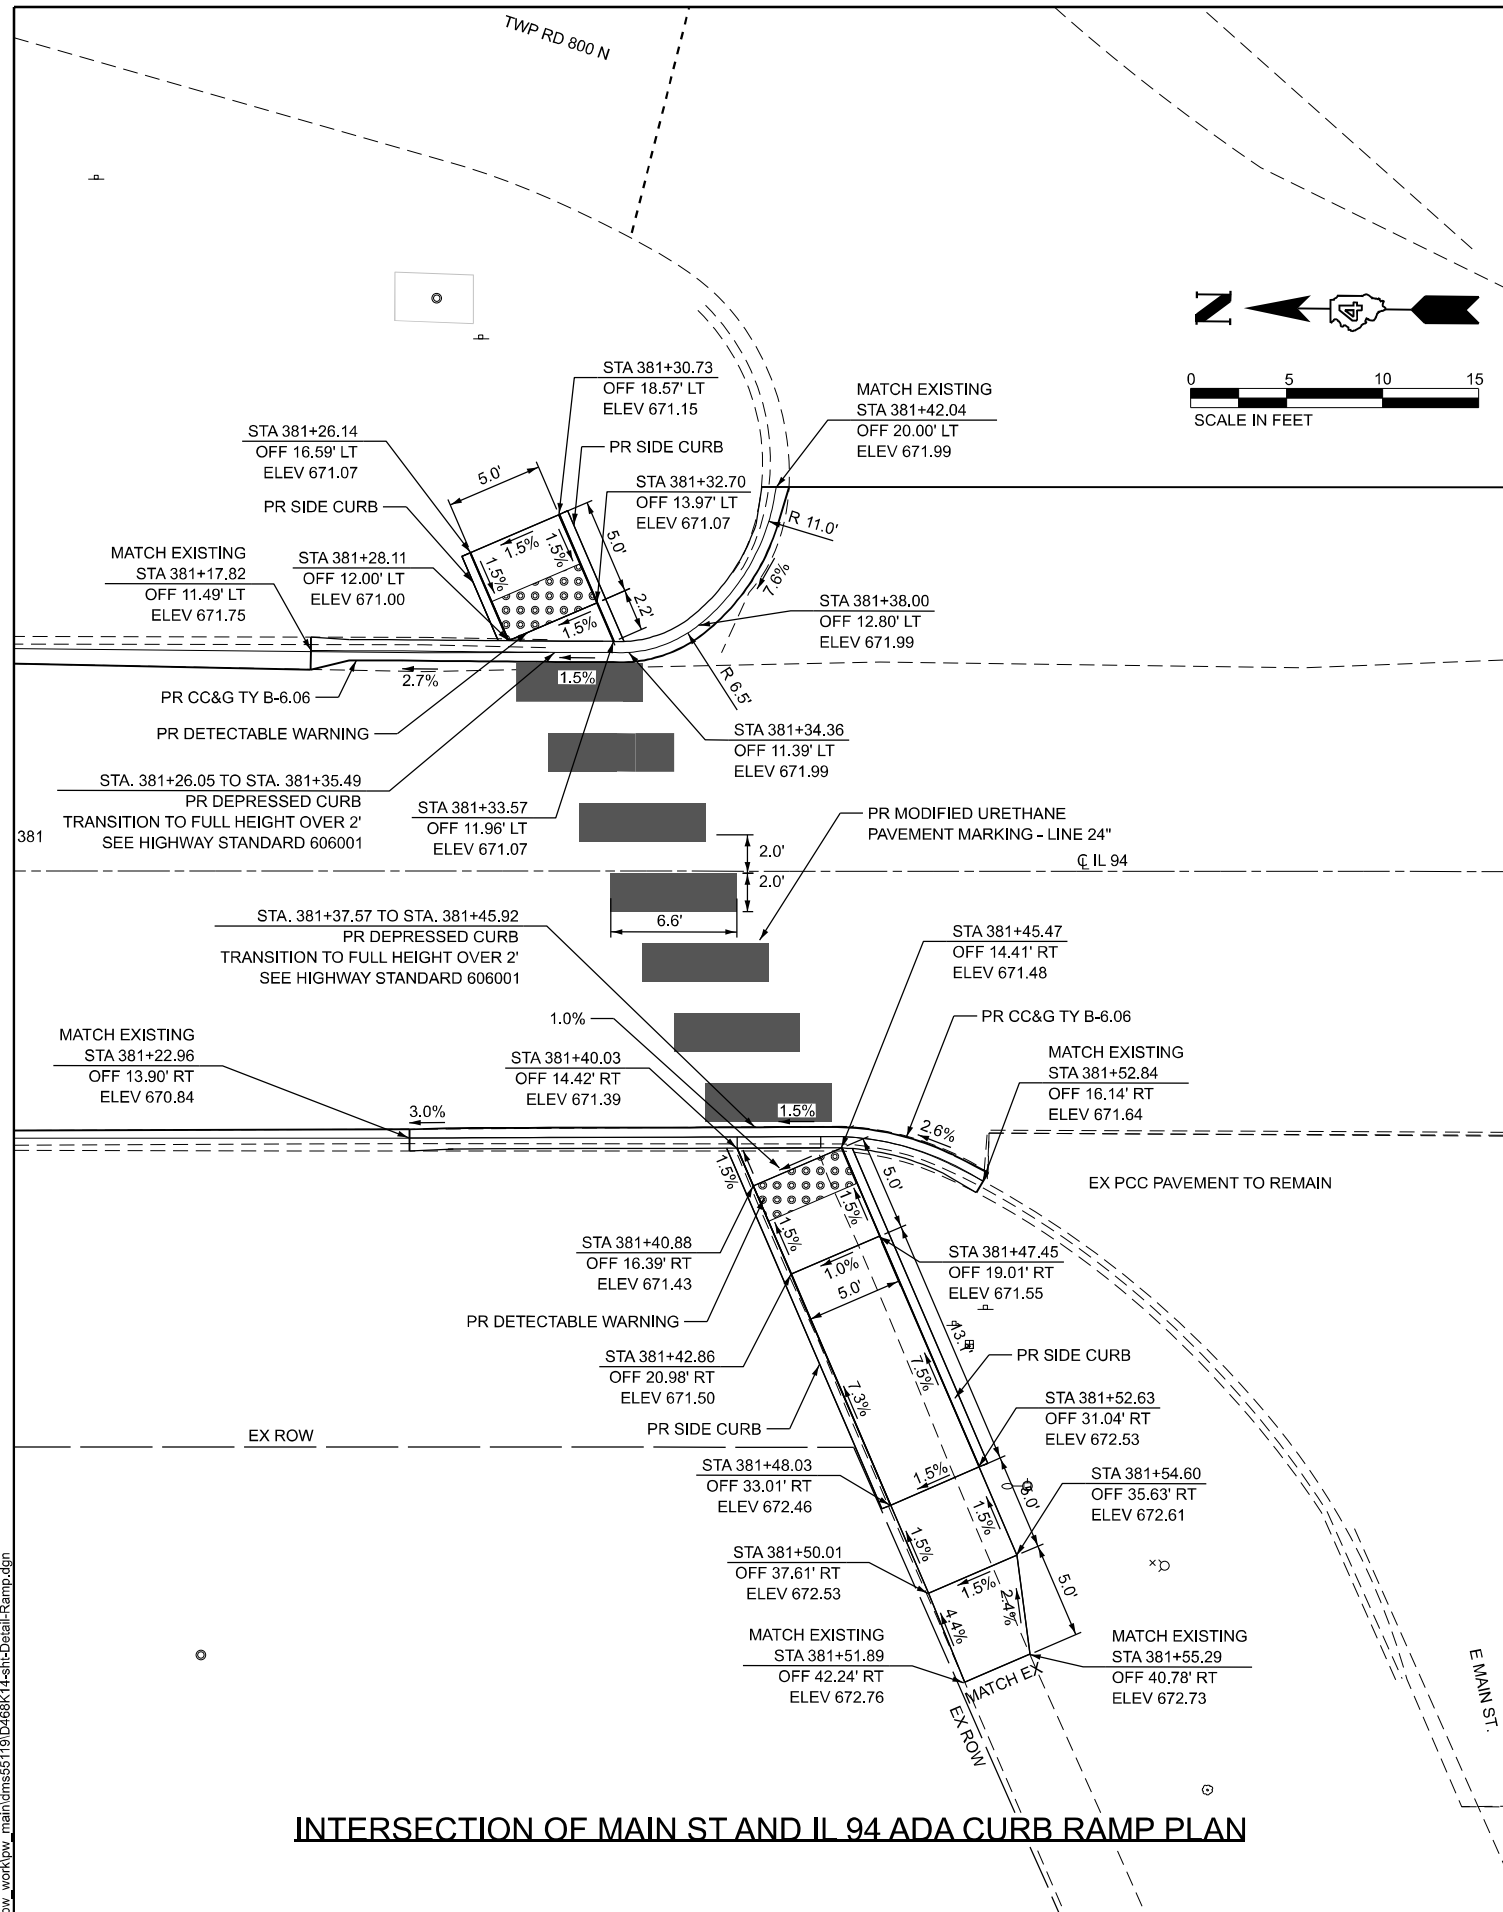 TWP RD 800 N
N
4
0 5 10 15
SCALE IN FEET
STA 381+30.73
OFF 18.57' LT
ELEV 671.15
MATCH EXISTING
STA 381+42.04
OFF 20.00' LT
ELEV 671.99
STA 381+26.14
OFF 16.59' LT
ELEV 671.07
PR SIDE CURB
5.0'
STA 381+32.70
OFF 13.97' LT
ELEV 671.07
PR SIDE CURB
R 11.0'
5.0'
1.5%
1.5%
1.5%
MATCH EXISTING
STA 381+17.82
OFF 11.49' LT
ELEV 671.75
STA 381+28.11
OFF 12.00' LT
ELEV 671.00
7.6%
2.2'
1.5%
STA 381+38.00
OFF 12.80' LT
ELEV 671.99
2.7%
1.5%
R 6.5'
PR CC&G TY B-6.06
PR DETECTABLE WARNING
STA 381+34.36
OFF 11.39' LT
ELEV 671.99
STA. 381+26.05 TO STA. 381+35.49
PR DEPRESSED CURB
TRANSITION TO FULL HEIGHT OVER 2'
SEE HIGHWAY STANDARD 606001
STA 381+33.57
OFF 11.96' LT
ELEV 671.07
PR MODIFIED URETHANE
PAVEMENT MARKING - LINE 24"
381
2.0'
℄ IL 94
2.0'
6.6'
STA. 381+37.57 TO STA. 381+45.92
PR DEPRESSED CURB
TRANSITION TO FULL HEIGHT OVER 2'
SEE HIGHWAY STANDARD 606001
STA 381+45.47
OFF 14.41' RT
ELEV 671.48
1.0%
PR CC&G TY B-6.06
MATCH EXISTING
STA 381+22.96
OFF 13.90' RT
ELEV 670.84
STA 381+40.03
OFF 14.42' RT
ELEV 671.39
MATCH EXISTING
STA 381+52.84
OFF 16.14' RT
ELEV 671.64
3.0%
1.5%
2.6%
1.5%
5.0'
EX PCC PAVEMENT TO REMAIN
1.5%
1.5%
STA 381+40.88
OFF 16.39' RT
ELEV 671.43
1.0%
5.0'
STA 381+47.45
OFF 19.01' RT
ELEV 671.55
PR DETECTABLE WARNING
STA 381+42.86
OFF 20.98' RT
ELEV 671.50
PR SIDE CURB
7.5%
7.3%
PR SIDE CURB
STA 381+52.63
OFF 31.04' RT
ELEV 672.53
EX ROW
STA 381+48.03
OFF 33.01' RT
ELEV 672.46
1.5%
5.0'
1.5%
STA 381+54.60
OFF 35.63' RT
ELEV 672.61
1.5%
STA 381+50.01
OFF 37.61' RT
ELEV 672.53
1.5%
5.0'
2.4%
4.4%
MATCH EXISTING
STA 381+51.89
OFF 42.24' RT
ELEV 672.76
MATCH EXISTING
STA 381+55.29
OFF 40.78' RT
ELEV 672.73
MATCH EX
EX ROW
E MAIN ST.
INTERSECTION OF MAIN ST AND IL 94 ADA CURB RAMP PLAN
pw_work\pw_main\dms55119\D468K14-sht-Detail-Ramp.dgn